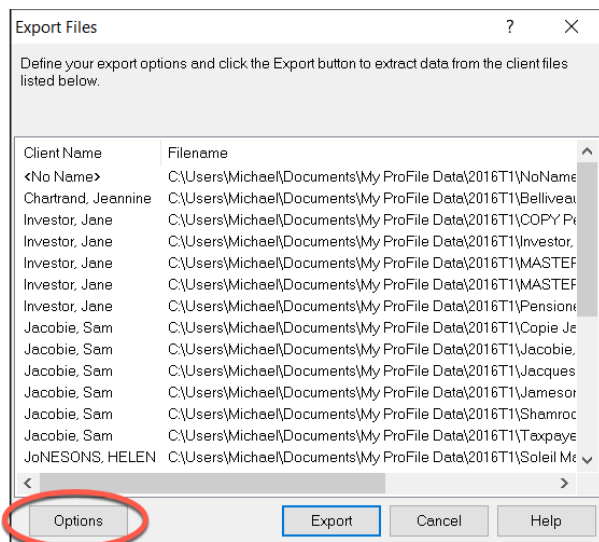 Export Files ? ×
Define your export options and click the Export button to extract data from the client files
listed below.
Client Name Filename
<No Name> C:\Users\Michael\Documents\My ProFile Data\2016T1\NoName
Chartrand, Jeannine C:\Users\Michael\Documents\My ProFile Data\2016T1\Belliveau
Investor, Jane C:\Users\Michael\Documents\My ProFile Data\2016T1\COPY Pe
Investor, Jane C:\Users\Michael\Documents\My ProFile Data\2016T1\Investor,
Investor, Jane C:\Users\Michael\Documents\My ProFile Data\2016T1\MASTER
Investor, Jane C:\Users\Michael\Documents\My ProFile Data\2016T1\MASTER
Investor, Jane C:\Users\Michael\Documents\My ProFile Data\2016T1\Pensione
Jacobie, Sam C:\Users\Michael\Documents\My ProFile Data\2016T1\Copie Ja
Jacobie, Sam C:\Users\Michael\Documents\My ProFile Data\2016T1\Jacobie,
Jacobie, Sam C:\Users\Michael\Documents\My ProFile Data\2016T1\Jacques
Jacobie, Sam C:\Users\Michael\Documents\My ProFile Data\2016T1\Jameson
Jacobie, Sam C:\Users\Michael\Documents\My ProFile Data\2016T1\Shamroc
Jacobie, Sam C:\Users\Michael\Documents\My ProFile Data\2016T1\Taxpaye
JoNESONS, HELEN C:\Users\Michael\Documents\My ProFile Data\2016T1\Soleil Ma
Options Export Cancel Help